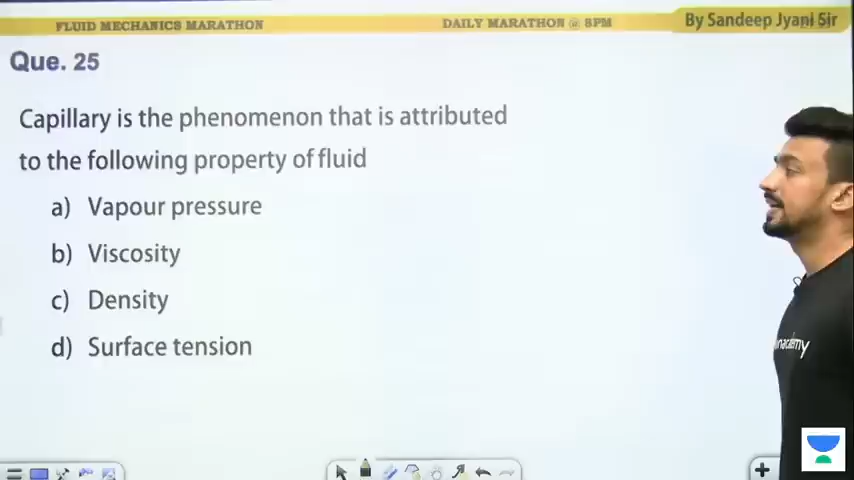 FLUID MECHANICS MARATHON
DAILY MARATHON @ 8PM
By Sandeep Jyani Sir
Que. 25
Capillary is the phenomenon that is attributed
to the following property of fluid
a) Vapour pressure
b) Viscosity
c) Density
d) Surface tension